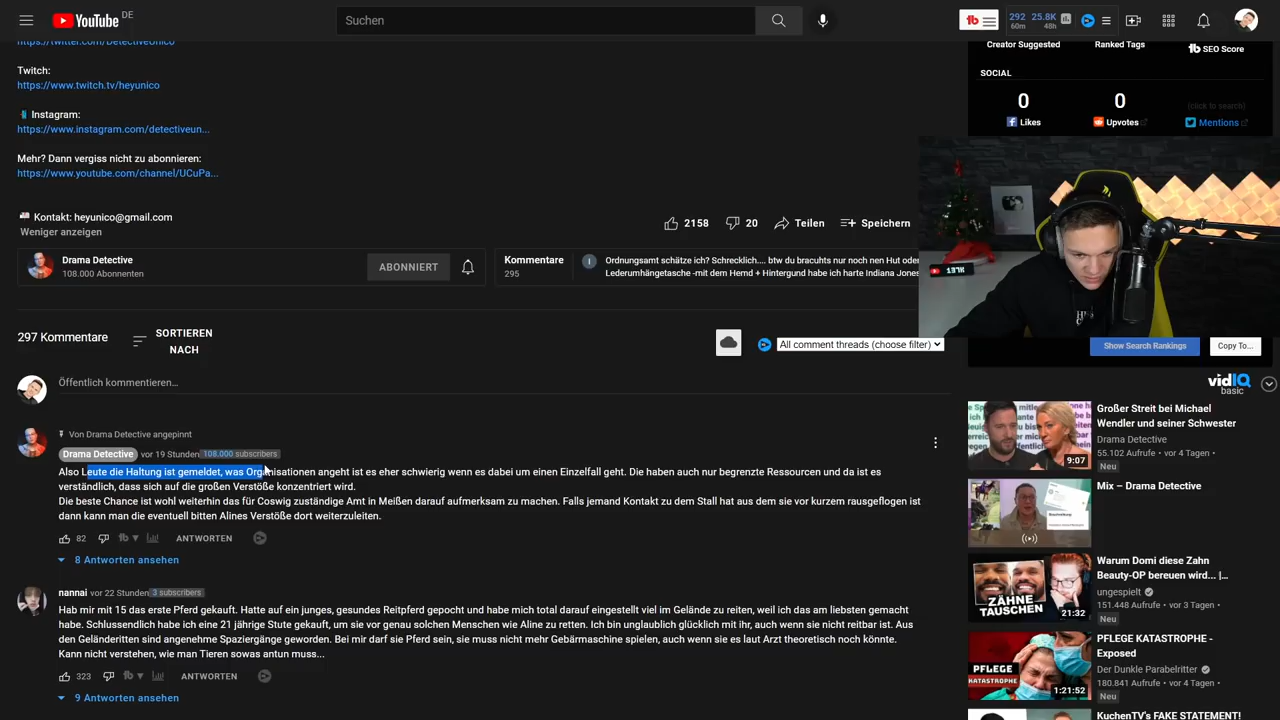 YouTube DE
Suchen
292 25.8K
60m 48h
https://twitter.com/DetectiveUnico
Twitch:
https://www.twitch.tv/heyunico
Instagram:
https://www.instagram.com/detectiveun...
Mehr? Dann vergiss nicht zu abonnieren:
https://www.youtube.com/channel/UCuPa...
Kontakt: heyunico@gmail.com
Weniger anzeigen
2158
20
Teilen
Speichern
Drama Detective
108.000 Abonnenten
ABONNIERT
Kommentare
295
Ordnungsamt schätze ich? Schrecklich.... btw du bracuhts nur noch nen Hut oder
Lederumhängetasche -mit dem Hemd + Hintergund habe ich harte Indiana Jones
297 Kommentare
SORTIEREN
NACH
All comment threads (choose filter)
Öffentlich kommentieren...
Von Drama Detective angepinnt
Drama Detective vor 19 Stunden 108.000 subscribers
Also Leute die Haltung ist gemeldet, was Organisationen angeht ist es eher schwierig wenn es dabei um einen Einzelfall geht. Die haben auch nur begrenzte Ressourcen und da ist es
verständlich, dass sich auf die großen Verstöße konzentriert wird.
Die beste Chance ist wohl weiterhin das für Coswig zuständige Amt in Meißen darauf aufmerksam zu machen. Falls jemand Kontakt zu dem Stall hat aus dem sie vor kurzem rausgeflogen ist
dann kann man die eventuell bitten Alines Verstöße dort weiterzuleiten.
82
ANTWORTEN
8 Antworten ansehen
nannai vor 22 Stunden 3 subscribers
Hab mir mit 15 das erste Pferd gekauft. Hatte auf ein junges, gesundes Reitpferd gepocht und habe mich total darauf eingestellt viel im Gelände zu reiten, weil ich das am liebsten gemacht
habe. Schlussendlich habe ich eine 21 jährige Stute gekauft, um sie vor genau solchen Menschen wie Aline zu retten. Ich bin unglaublich glücklich mit ihr, auch wenn sie nicht reitbar ist. Aus
den Geländeritten sind angenehme Spaziergänge geworden. Bei mir darf sie Pferd sein, sie muss nicht mehr Gebärmaschine spielen, auch wenn sie es laut Arzt theoretisch noch könnte.
Kann nicht verstehen, wie man Tieren sowas antun muss...
323
ANTWORTEN
9 Antworten ansehen
Creator Suggested
Ranked Tags
tb SEO Score
SOCIAL
0
0
(click to search)
Likes
Upvotes
Mentions
137K
Show Search Rankings
Copy To...
vidIQ
basic
Großer Streit bei Michael
Wendler und seiner Schwester
Drama Detective
55.102 Aufrufe • vor 4 Tagen
Neu
9:07
Mix – Drama Detective
ZÄHNE
TAUSCHEN
21:32
Warum Domi diese Zahn
Beauty-OP bereuen wird... |...
ungespielt
151.448 Aufrufe • vor 3 Tagen
Neu
PFLEGE
KATASTROPHE
1:21:52
PFLEGE KATASTROPHE -
Exposed
Der Dunkle Parabelritter
180.841 Aufrufe • vor 4 Tagen
Neu
KuchenTV's FAKE STATEMENT!